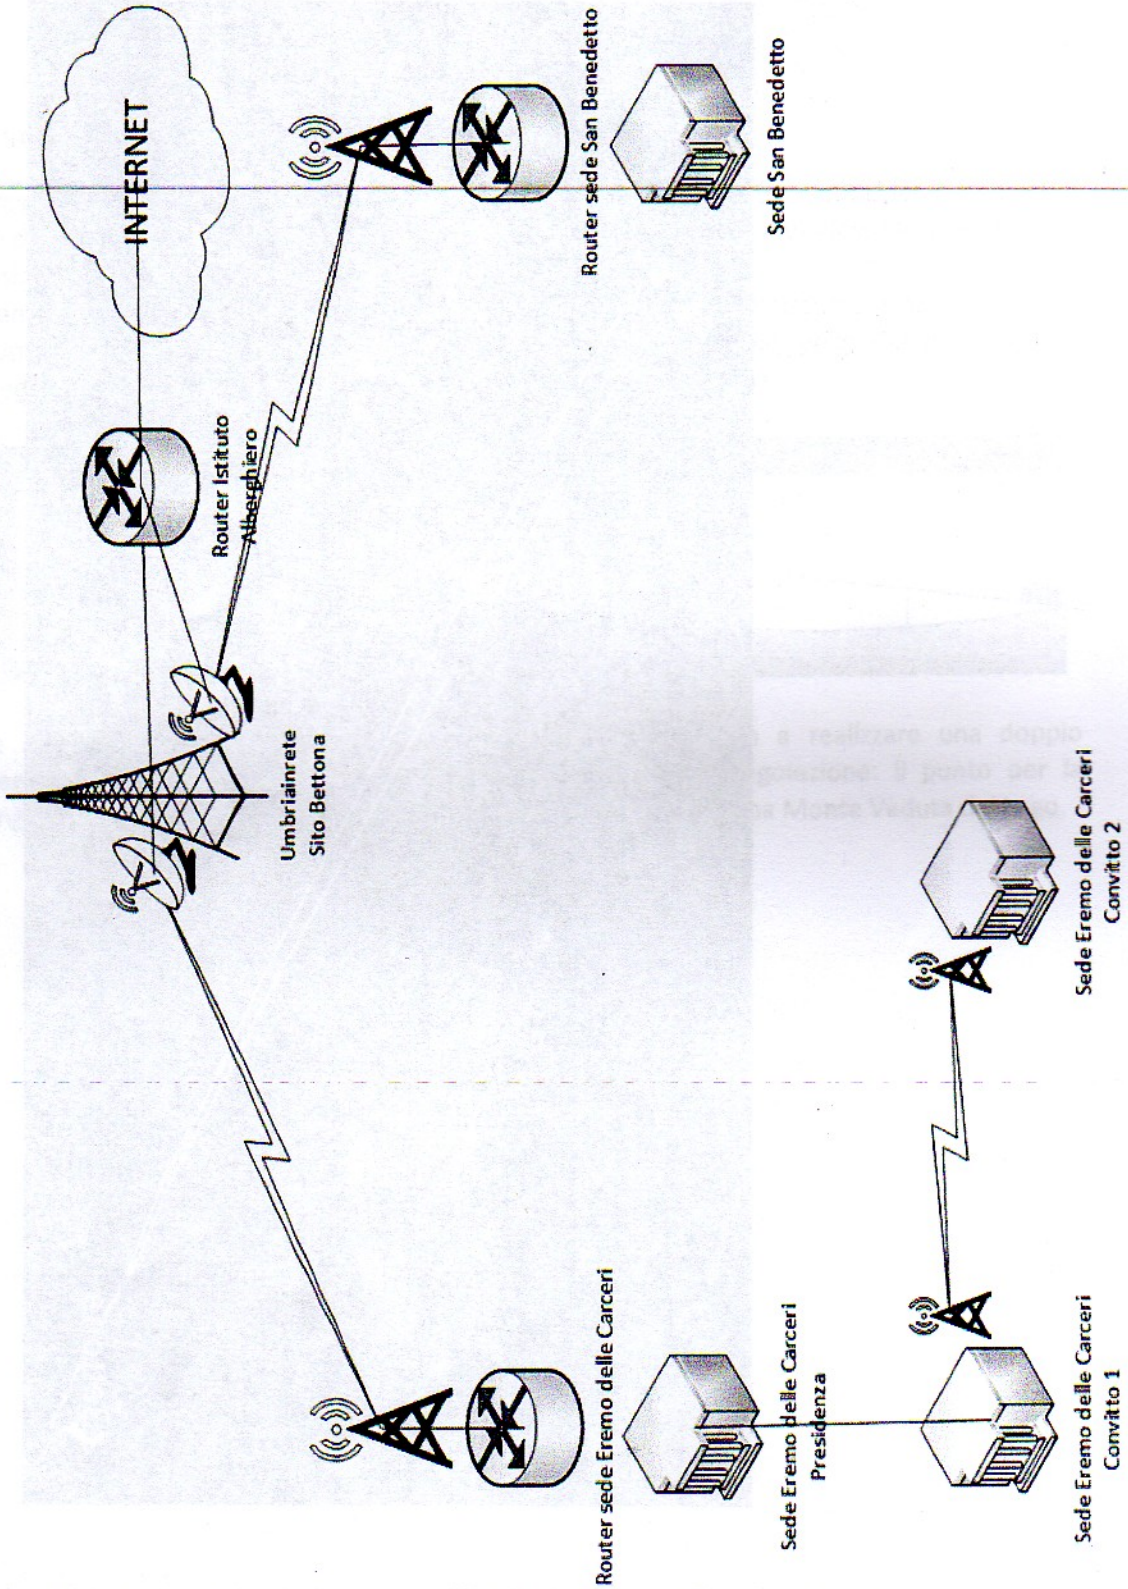 INTERNET
Router Istituto
Alberghiero
Umbriainrete
Sito Bettona
Router sede San Benedetto
Sede San Benedetto
Router sede Eremo delle Carceri
Sede Eremo delle Carceri
Presidenza
Sede Eremo delle Carceri
Convitto 1
Sede Eremo delle Carceri
Convitto 2
a realizzare una doppio
il punto per la
Monte Veduta